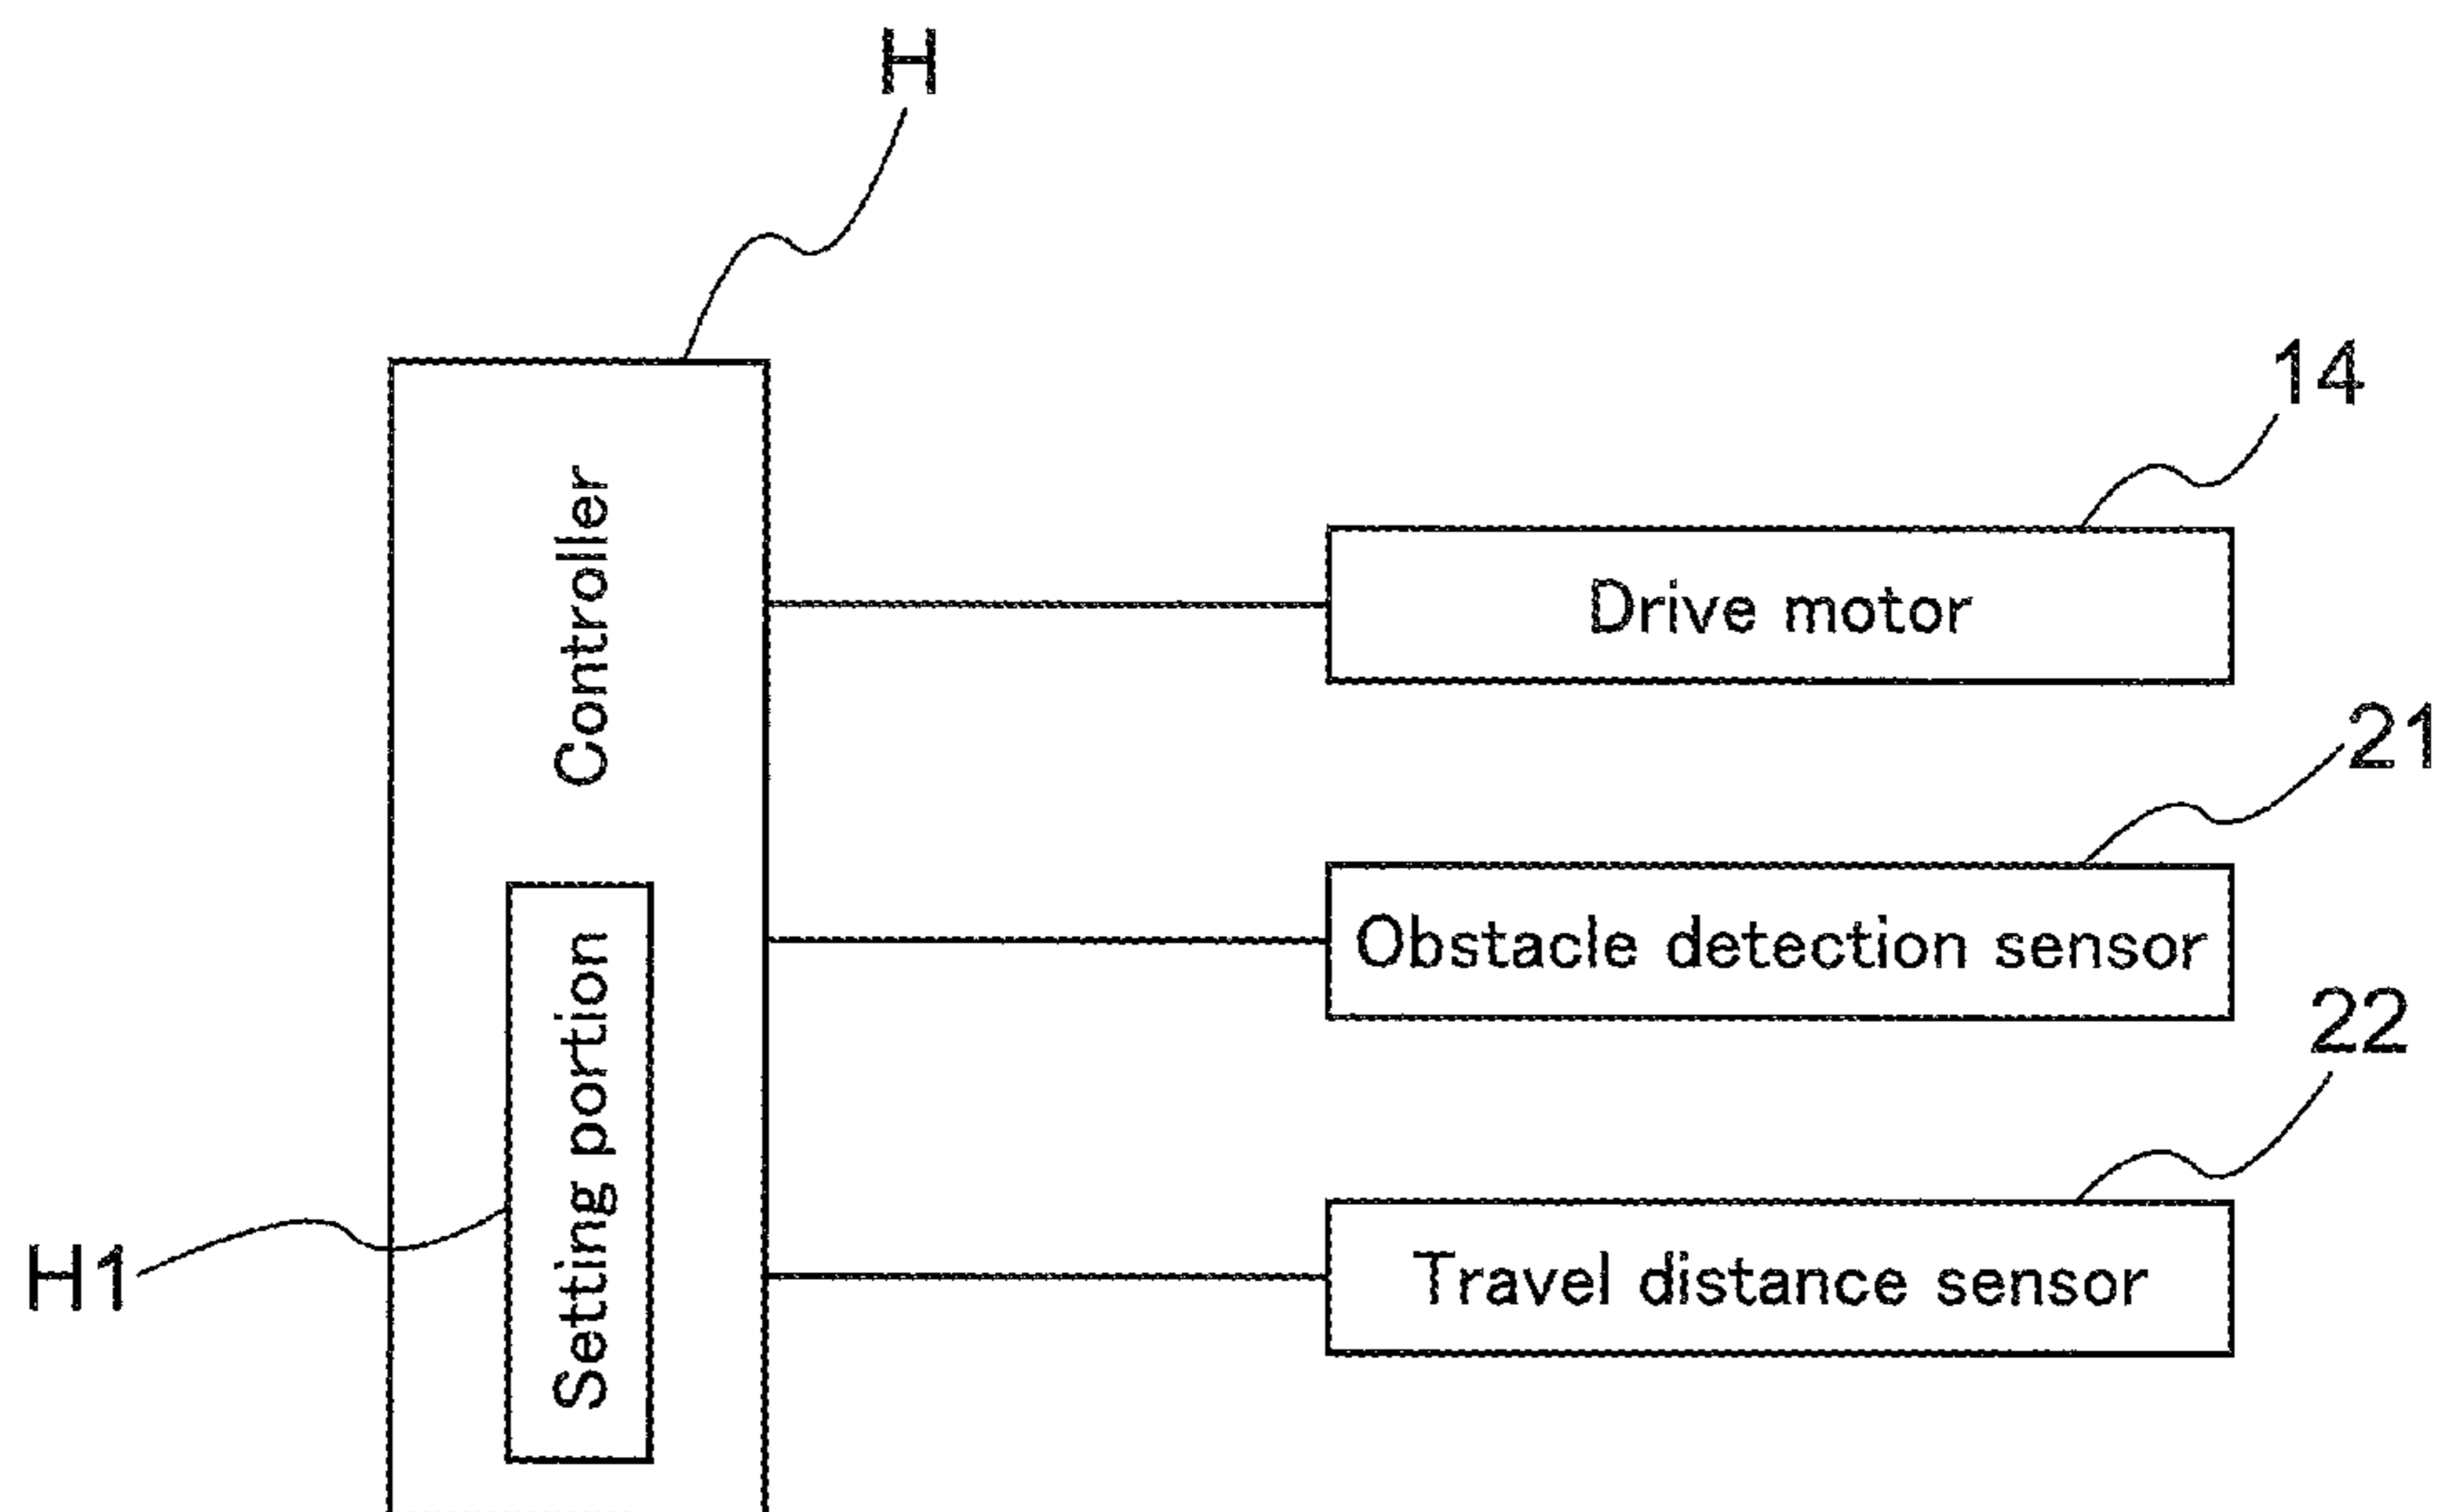 H
14
Controller
Drive motor
21
Obstacle detection sensor
22
Setting portion
H1
Travel distance sensor